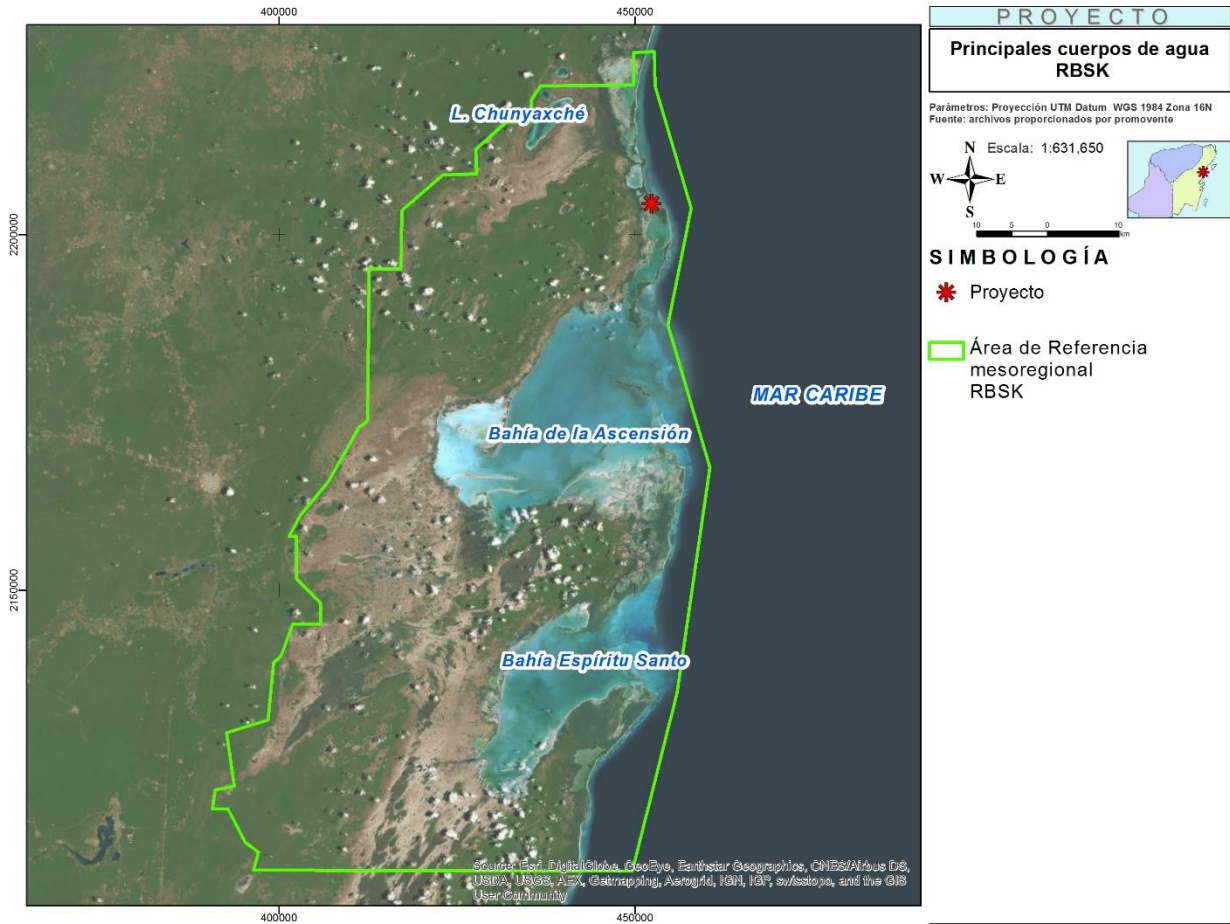 400000
450000
L. Chunyaxché
2200000
MAR CARIBE
Bahía de la Ascensión
2150000
Bahía Espíritu Santo
Source: Esri, DigitalGlobe, GeoEye, Earthstar Geographics, CNES/Airbus DS,
USDA, USGS, AEX, Getmapping, Aerogrid, IGN, IGP, swisstopo, and the GIS
User Community
400000
450000
PROYECTO
Principales cuerpos de agua
RBSK
Parámetros: Proyección UTM Datum WGS 1984 Zona 16N
Fuente: archivos proporcionados por promovente
N
Escala: 1:631,650
W
E
S
10 5 0 10
km
SIMBOLOGÍA
Proyecto
Área de Referencia
mesoregional
RBSK